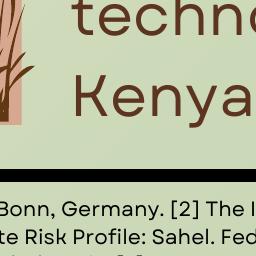 techno
Kenya
Bonn, Germany. [2] The I
te Risk Profile: Sahel. Fed